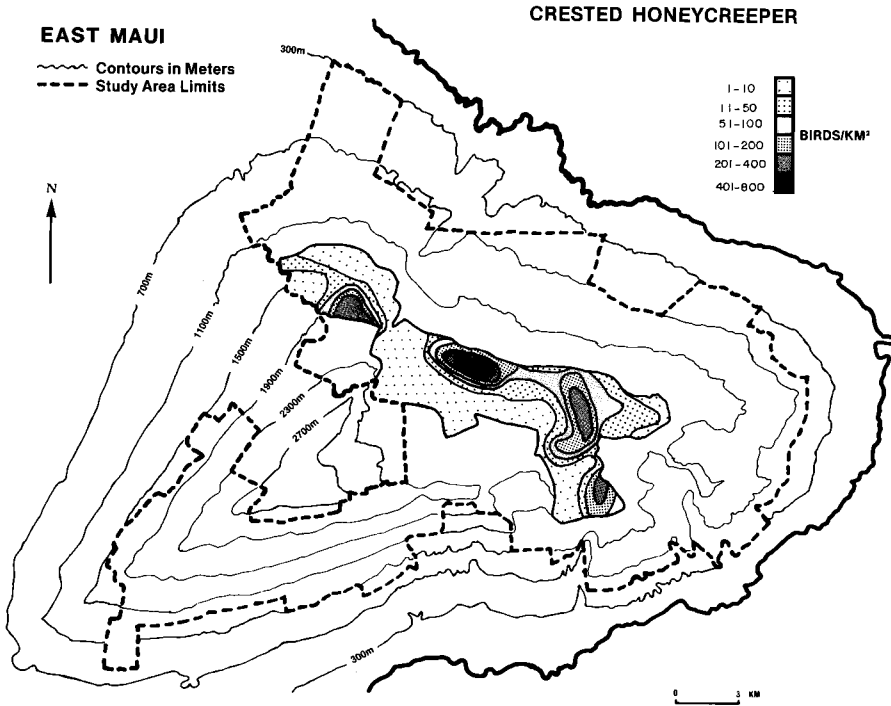 CRESTED HONEYCREEPER
EAST MAUI
Contours in Meters
Study Area Limits
300m
1-10
11-50
51-100
101-200
201-400
401-800
BIRDS/KM²
N
700m
1100m
1500m
1900m
2300m
2700m
300m
0 3 KM